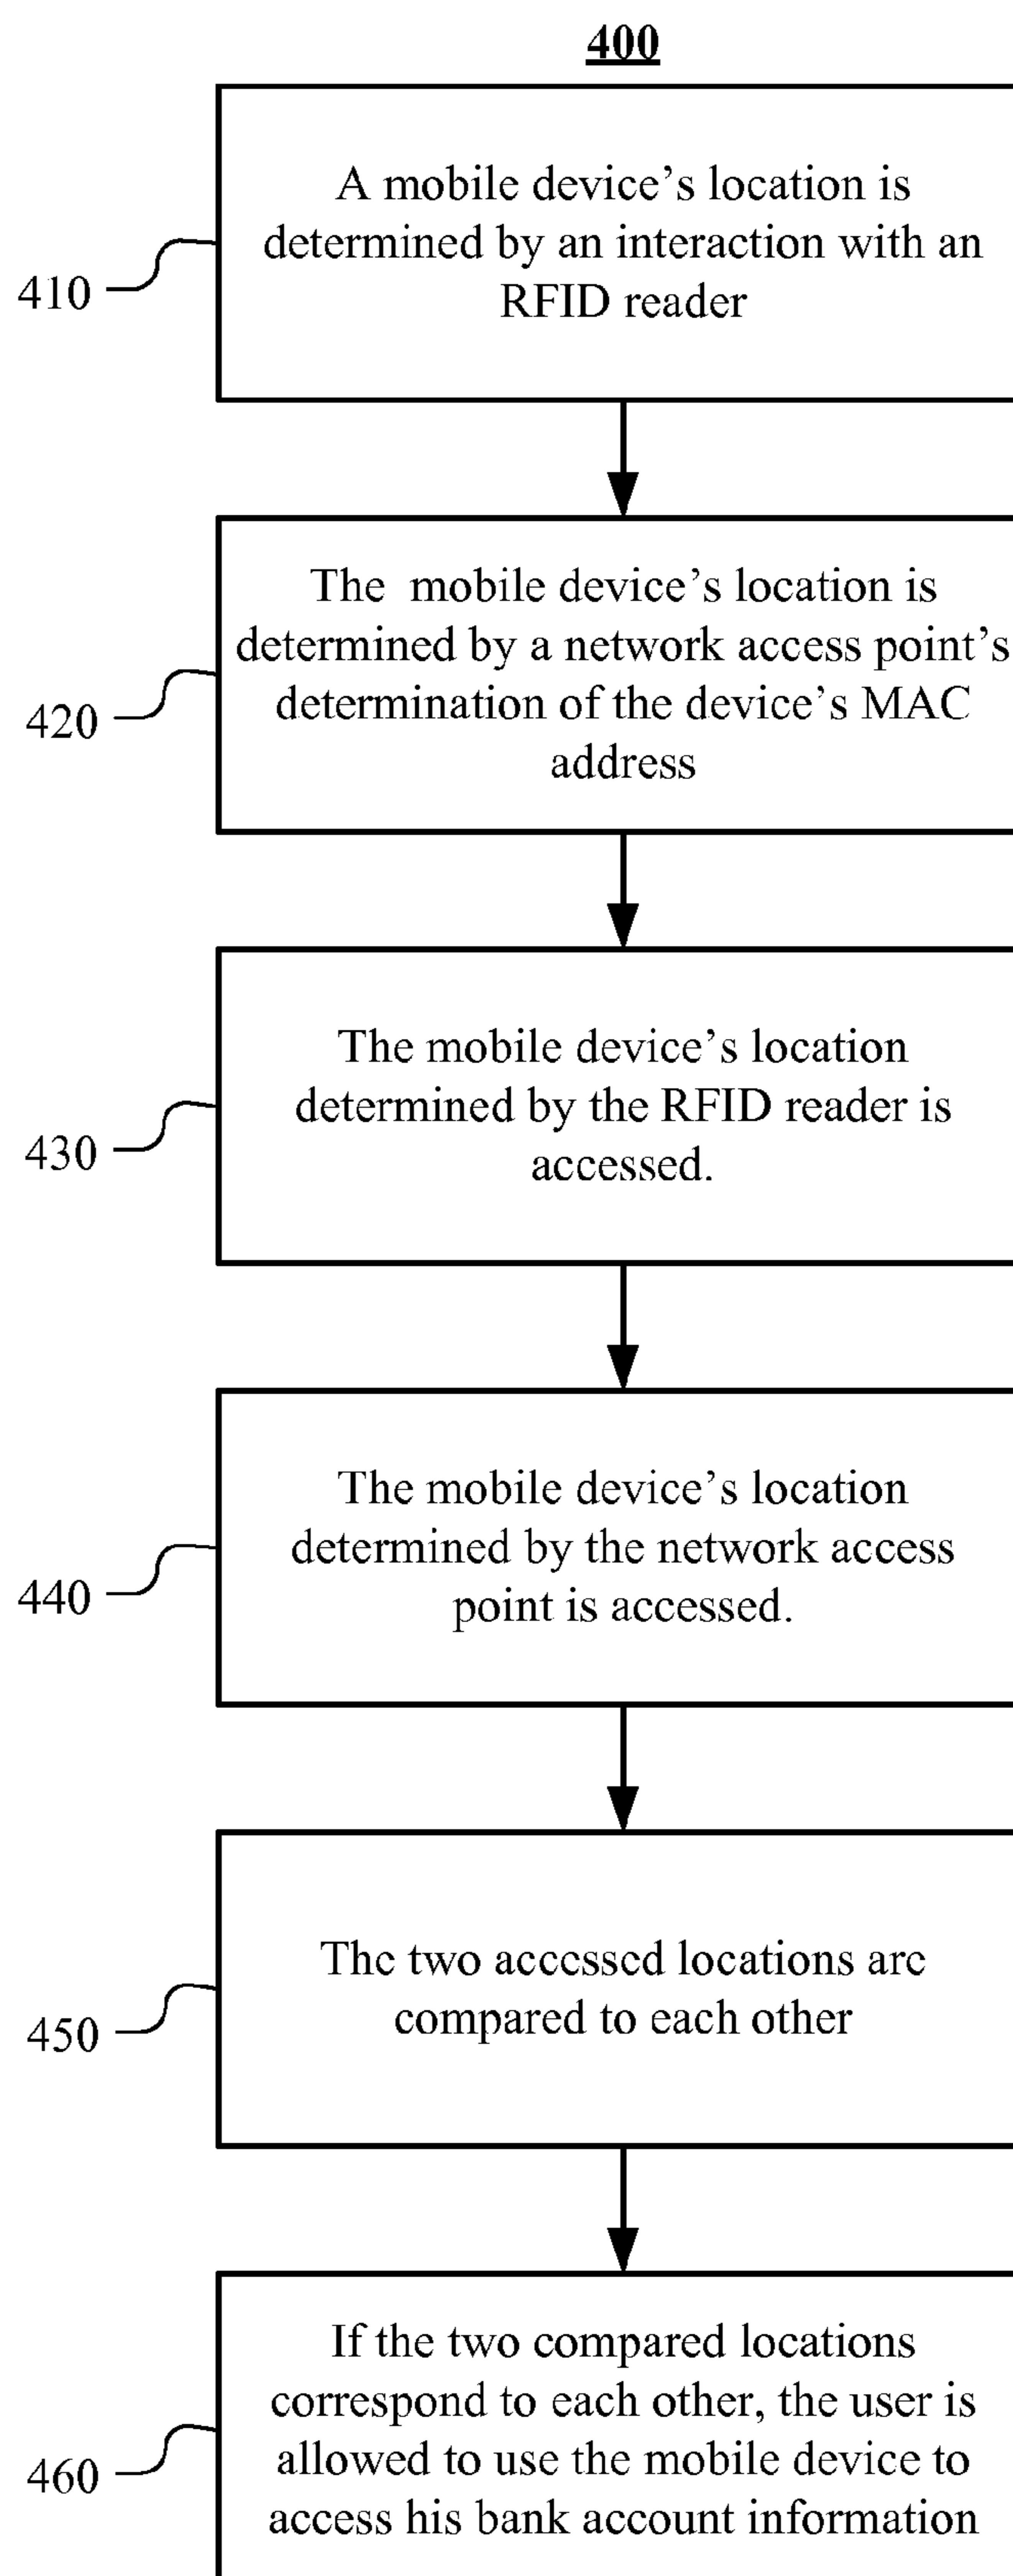 400
A mobile device’s location is
determined by an interaction with an
RFID reader
410
The mobile device’s location is
determined by a network access point’s
determination of the device’s MAC
address
420
The mobile device’s location
determined by the RFID reader is
accessed.
430
The mobile device’s location
determined by the network access
point is accessed.
440
The two accessed locations are
compared to each other
450
If the two compared locations
correspond to each other, the user is
allowed to use the mobile device to
access his bank account information
460